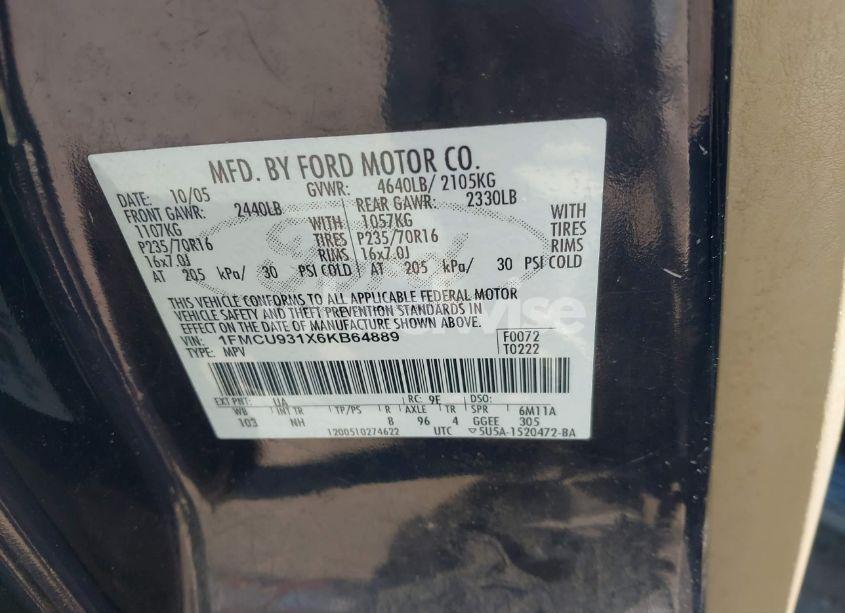 MFD. BY FORD MOTOR CO.
DATE: 10/05 GVWR: 4640LB/ 2105KG
FRONT GAWR: 2440LB REAR GAWR: 2330LB
1107KG WITH 1057KG WITH
P235/70R16 TIRES P235/70R16 TIRES
16x7.0J RIMS 16x7.0J RIMS
AT 205 kPa/ 30 PSI COLD AT 205 kPa/ 30 PSI COLD
THIS VEHICLE CONFORMS TO ALL APPLICABLE FEDERAL MOTOR
VEHICLE SAFETY AND THEFT PREVENTION STANDARDS IN
EFFECT ON THE DATE OF MANUFACTURE SHOWN ABOVE.
VIN: 1FMCU931X6KB64889 F0072
TYPE: MPV T0222
EXT PNT: UA RC: 9E DSO:
WB INT TR TP/PS R AXLE TR SPR 6M11A
103 NH B 96 4 GGEE 305
1200510274622 UTC ▽5U5A-1520472-BA